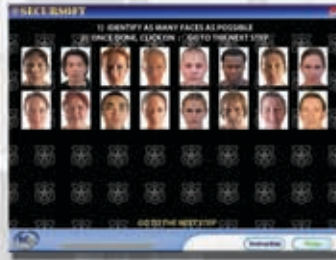 SECURSOFT
1) IDENTIFY AS MANY FACES AS POSSIBLE
2) ONCE DONE, CLICK ON : GO TO THE NEXT STEP
GO TO THE NEXT STEP